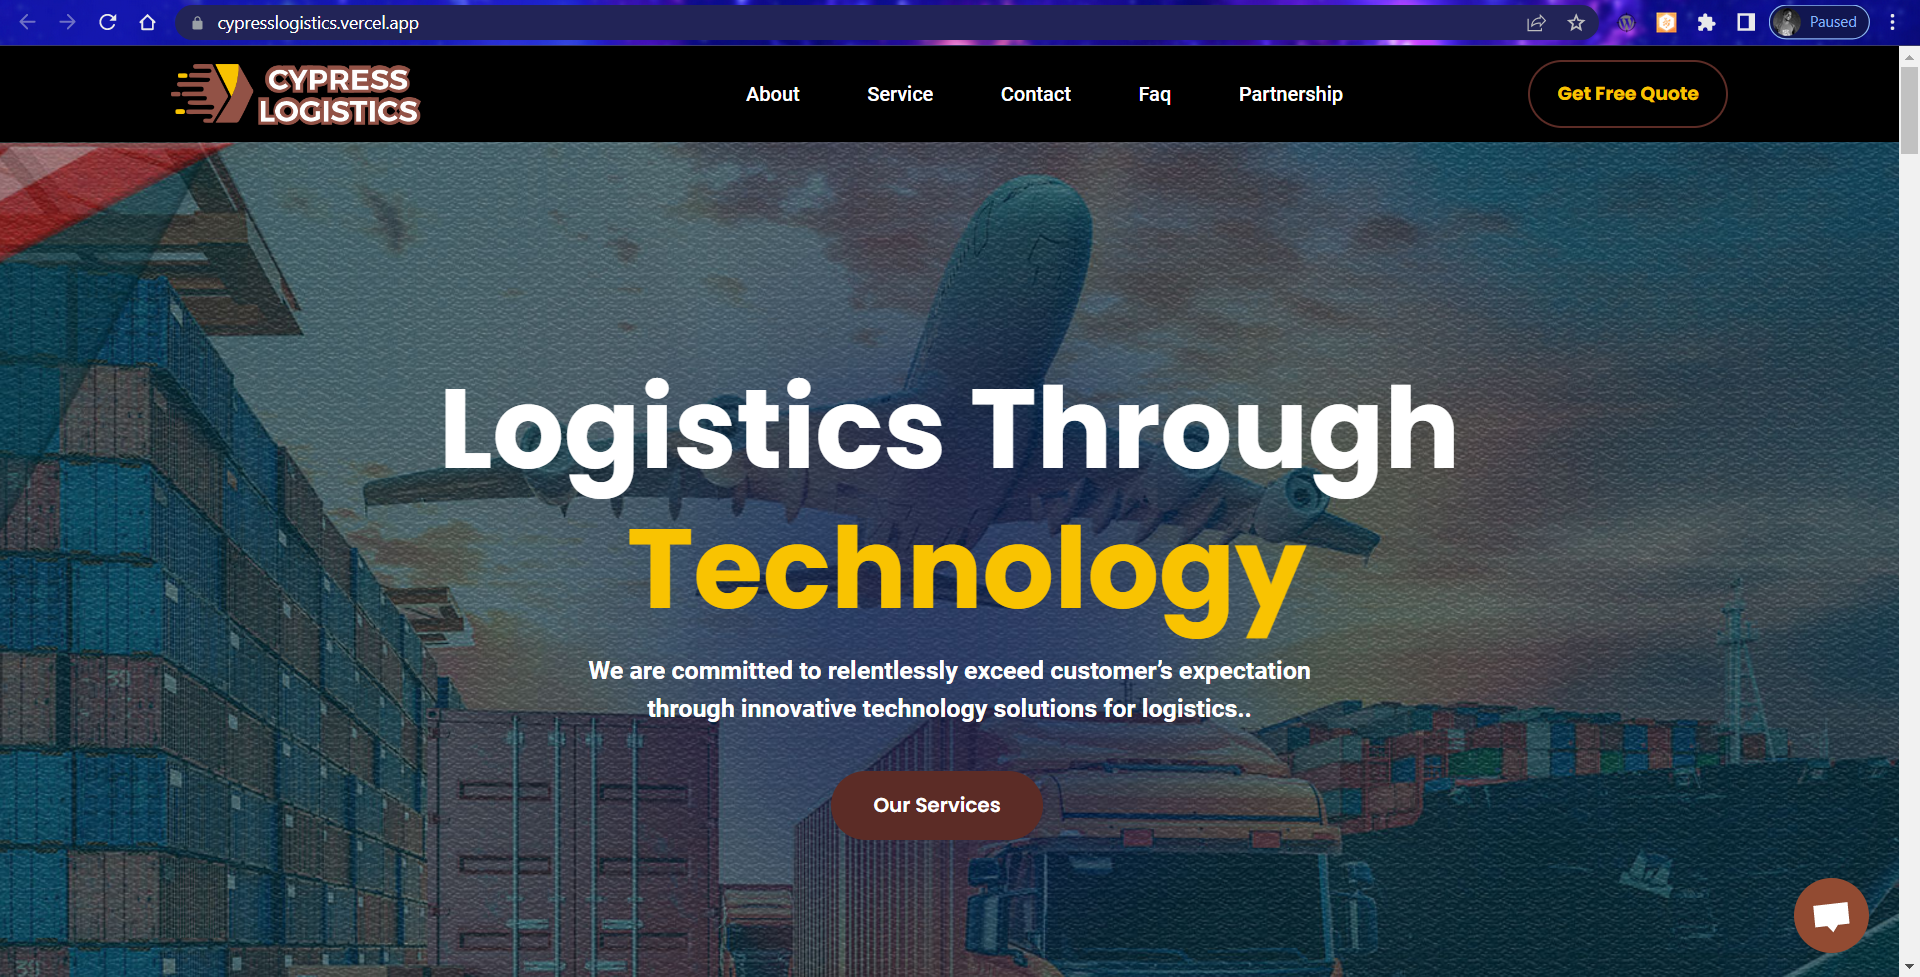 cypresslogistics.vercel.app
Paused
CYPRESS
LOGISTICS
About
Service
Contact
Faq
Partnership
Get Free Quote
Logistics Through
Technology
We are committed to relentlessly exceed customer’s expectation
through innovative technology solutions for logistics..
Our Services